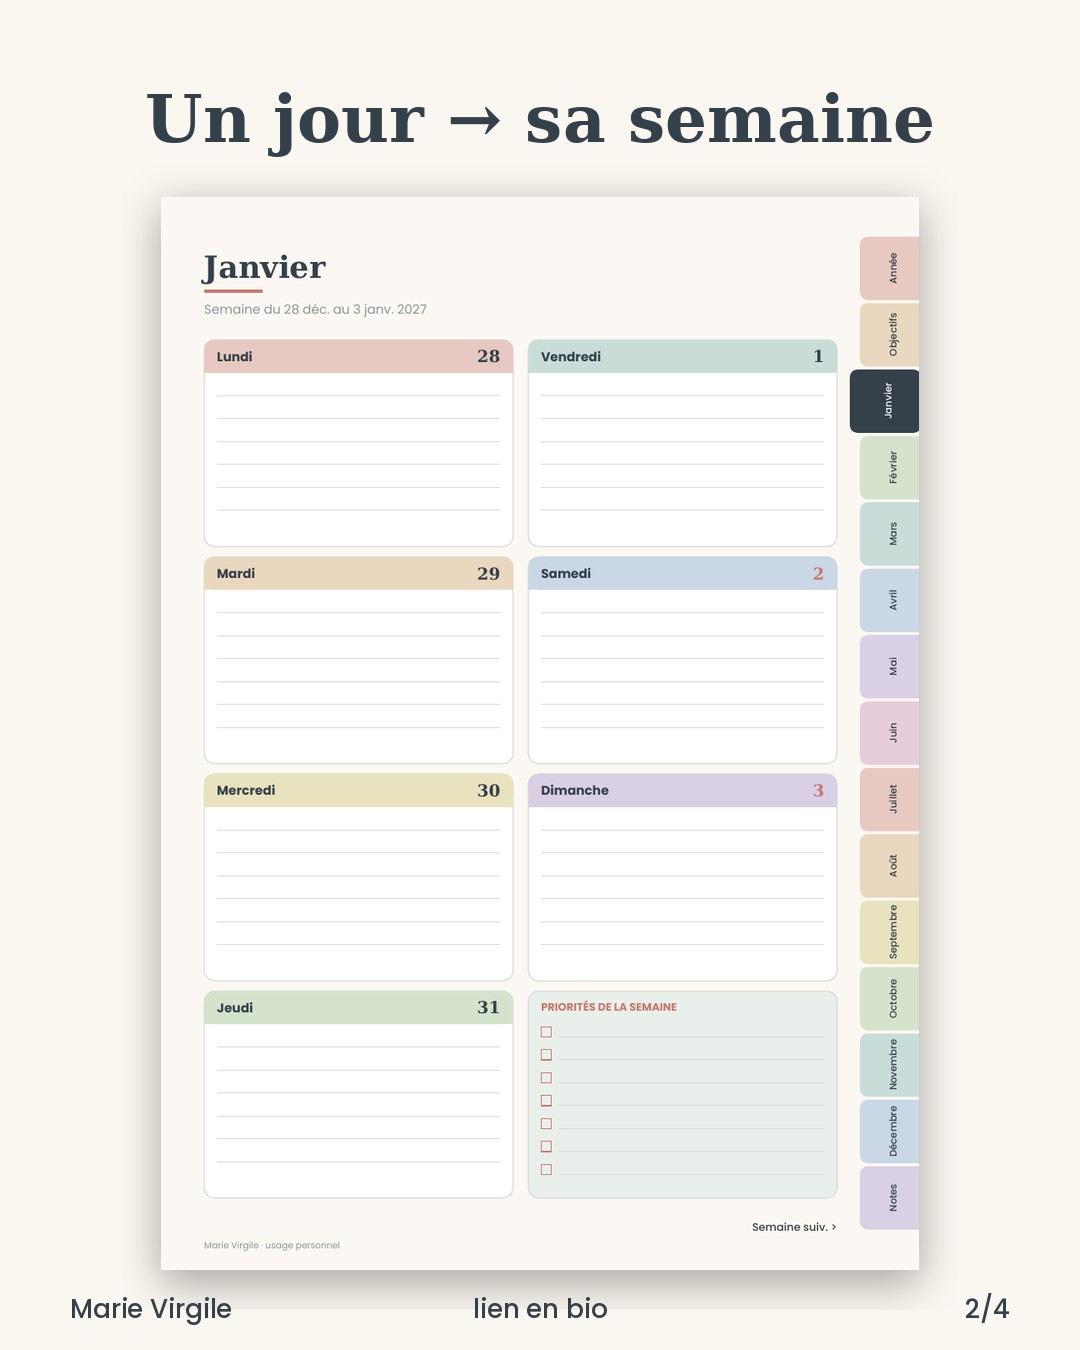 Un jour → sa semaine
Janvier
Semaine du 28 déc. au 3 janv. 2027
Lundi 28
Mardi 29
Mercredi 30
Jeudi 31
Vendredi 1
Samedi 2
Dimanche 3
PRIORITÉS DE LA SEMAINE
Semaine suiv. >
Marie Virgile · usage personnel
Année
Objectifs
Janvier
Février
Mars
Avril
Mai
Juin
Juillet
Août
Septembre
Octobre
Novembre
Décembre
Notes
Marie Virgile
lien en bio
2/4